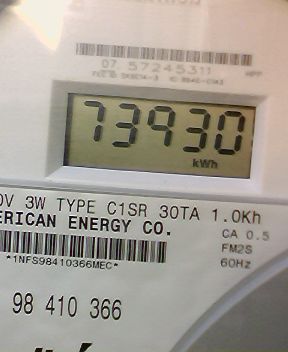 07 57245311
73930
kWh
0V 3W TYPE C1SR 30TA 1.0Kh
ERICAN ENERGY CO.
CA 0.5
FM2S
*1NFS98410366MEC*
60Hz
98 410 366